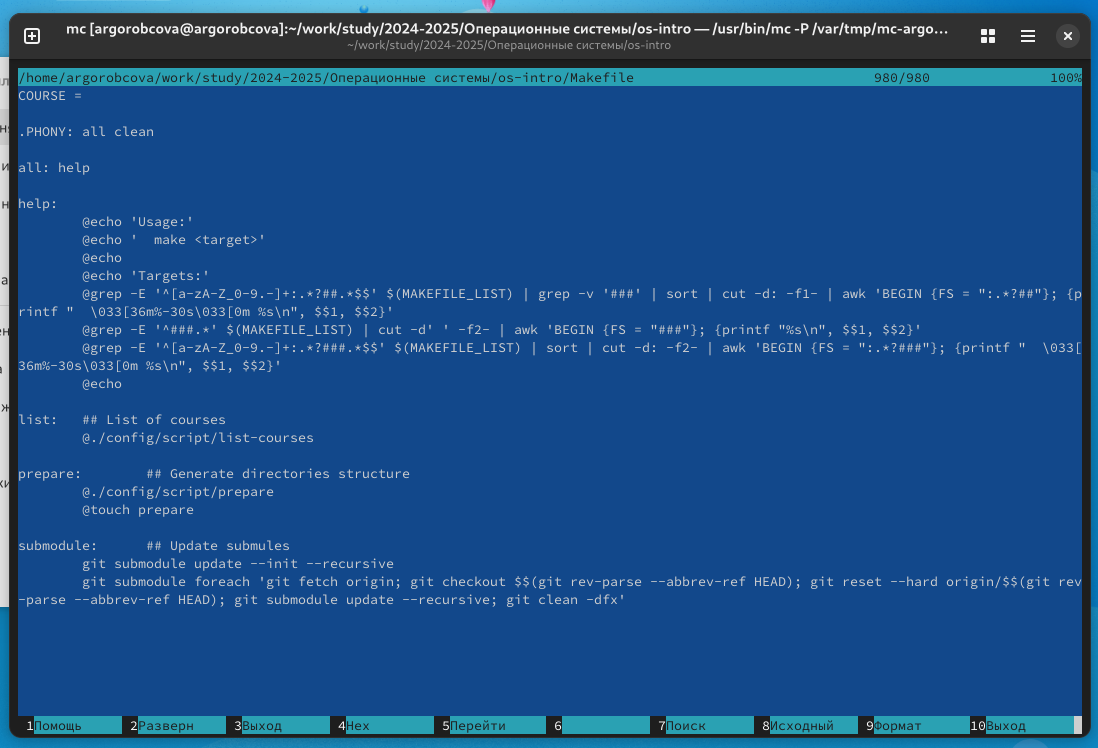 mc [argorobcova@argorobcova]:~/work/study/2024-2025/Операционные системы/os-intro — /usr/bin/mc -P /var/tmp/mc-argo…
~/work/study/2024-2025/Операционные системы/os-intro
/home/argorobcova/work/study/2024-2025/Операционные системы/os-intro/Makefile 980/980 100%
COURSE =
.PHONY: all clean
all: help
help:
@echo 'Usage:'
@echo '  make <target>'
@echo
@echo 'Targets:'
@grep -E '^[a-zA-Z_0-9.-]+:.*?##.*$$' $(MAKEFILE_LIST) | grep -v '###' | sort | cut -d: -f1- | awk 'BEGIN {FS = ":.*?##"}; {p
rintf "  \033[36m%-30s\033[0m %s\n", $$1, $$2}'
@grep -E '^###.*' $(MAKEFILE_LIST) | cut -d' ' -f2- | awk 'BEGIN {FS = "###"}; {printf "%s\n", $$1, $$2}'
@grep -E '^[a-zA-Z_0-9.-]+:.*?###.*$$' $(MAKEFILE_LIST) | sort | cut -d: -f2- | awk 'BEGIN {FS = ":.*?###"}; {printf "  \033[
36m%-30s\033[0m %s\n", $$1, $$2}'
@echo
list:   ## List of courses
@./config/script/list-courses
prepare:        ## Generate directories structure
@./config/script/prepare
@touch prepare
submodule:      ## Update submules
git submodule update --init --recursive
git submodule foreach 'git fetch origin; git checkout $$(git rev-parse --abbrev-ref HEAD); git reset --hard origin/$$(git rev
-parse --abbrev-ref HEAD); git submodule update --recursive; git clean -dfx'
1Помощь 2Разверн 3Выход 4Hex 5Перейти 6 7Поиск 8Исходный 9Формат 10Выход